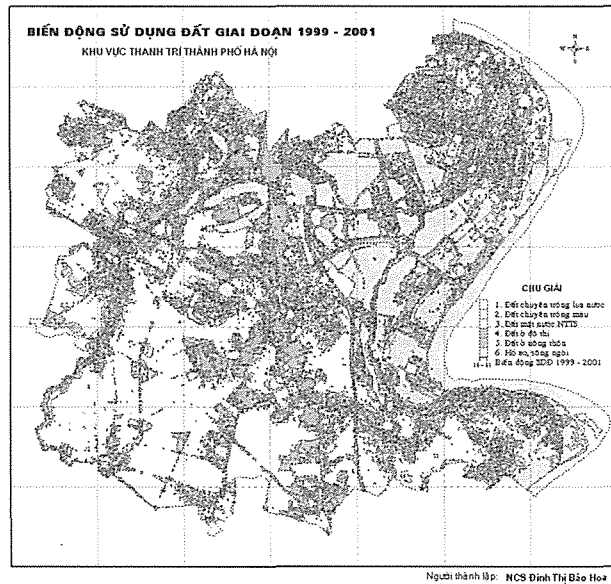 BIẾN ĐỘNG SỬ DỤNG ĐẤT GIAI ĐOẠN 1999 - 2001
KHU VỰC THANH TRÌ THÀNH PHỐ HÀ NỘI
N
W E
S
CHÚ GIẢI
1. Đất chuyên trồng lúa nước
2. Đất chuyên trồng màu
3. Đất mặt nước NTTS
4. Đất ở đô thị
5. Đất ở nông thôn
6. Hồ ao, sông ngòi
Biến động SDĐ 1999 - 2001
Người thành lập: NCS Đinh Thị Bảo Hoa